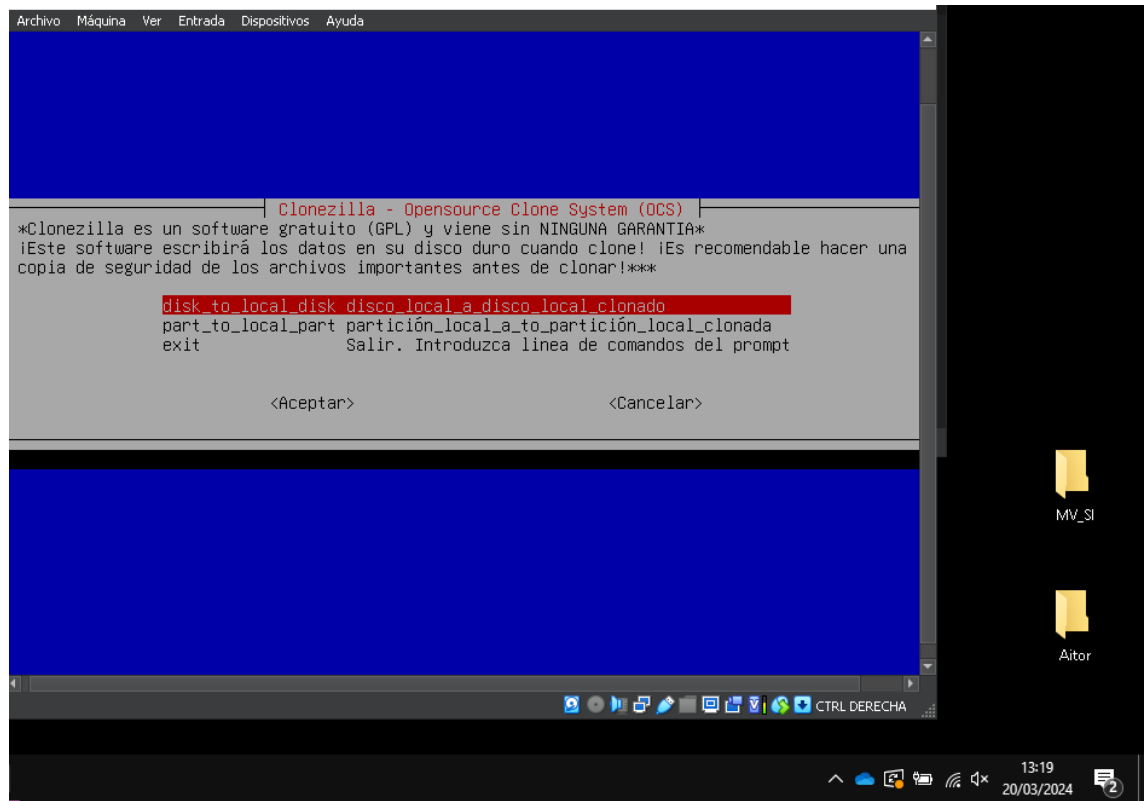 Archivo Máquina Ver Entrada Dispositivos Ayuda
Clonezilla - Opensource Clone System (OCS)
*Clonezilla es un software gratuito (GPL) y viene sin NINGUNA GARANTIA*
¡Este software escribirá los datos en su disco duro cuando clone! ¡Es recomendable hacer una
copia de seguridad de los archivos importantes antes de clonar!***
disk_to_local_disk disco_local_a_disco_local_clonado
part_to_local_part partición_local_a_to_partición_local_clonada
exit Salir. Introduzca linea de comandos del prompt
<Aceptar> <Cancelar>
MV_SI
Aitor
CTRL DERECHA
13:19
20/03/2024
2